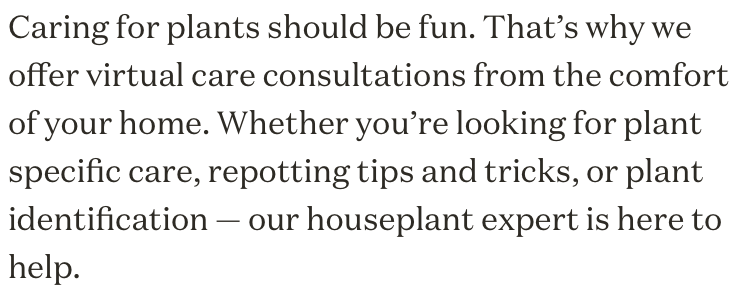 Caring for plants should be fun. That’s why we
offer virtual care consultations from the comfort
of your home. Whether you’re looking for plant
specific care, repotting tips and tricks, or plant
identification — our houseplant expert is here to
help.